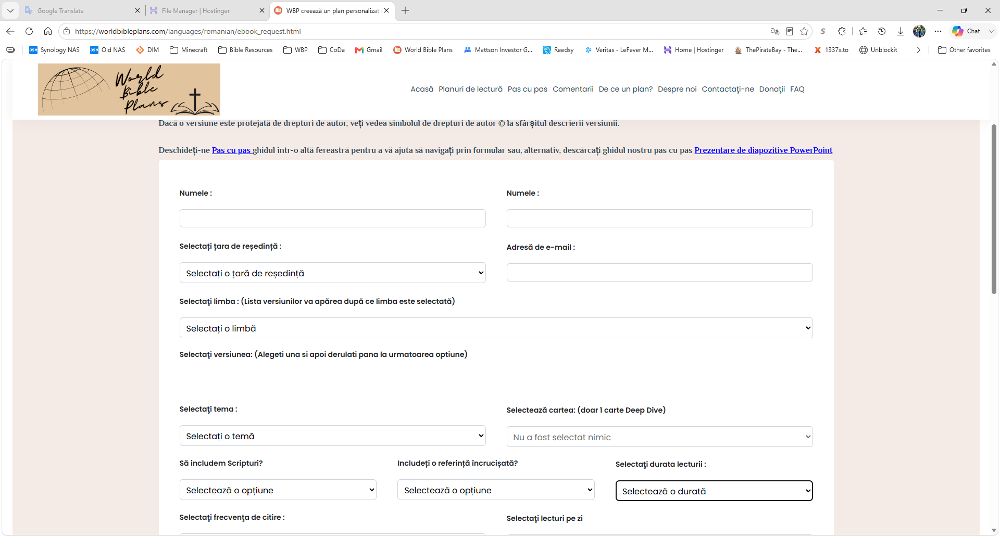 Google Translate
File Manager | Hostinger
WBP creează un plan personalizat
https://worldbibleplans.com/languages/romanian/ebook_request.html
Chat
Synology NAS
Old NAS
DIM
Minecraft
Bible Resources
WBP
CoDa
Gmail
World Bible Plans
Mattson Investor G...
Reedsy
Veritas - LeFever M...
Home | Hostinger
ThePirateBay - The...
1337x.to
Unblockit
Other favorites
World
Bible
Plans
Acasă Planuri de lectură Pas cu pas Comentarii De ce un plan? Despre noi Contactaţi-ne Donaţii FAQ
Dacă o versiune este protejată de drepturi de autor, veți vedea simbolul de drepturi de autor © la sfârșitul descrierii versiunii.
Deschideți-ne Pas cu pas ghidul într-o altă fereastră pentru a vă ajuta să navigați prin formular sau, alternativ, descărcați ghidul nostru pas cu pas Prezentare de diapozitive PowerPoint
Numele :
Numele :
Selectați țara de reședință :
Adresă de e-mail :
Selectați o țară de reședință
Selectaţi limba : (Lista versiunilor va apărea după ce limba este selectată)
Selectați o limbă
Selectaţi versiunea: (Alegeti una si apoi derulati pana la urmatoarea optiune)
Selectaţi tema :
Selectează cartea: (doar 1 carte Deep Dive)
Selectați o temă
Nu a fost selectat nimic
Să includem Scripturi?
Includeți o referință încrucișată?
Selectaţi durata lecturii :
Selectează o opțiune
Selectează o opțiune
Selectează o durată
Selectaţi frecvenţa de citire :
Selectaţi lecturi pe zi